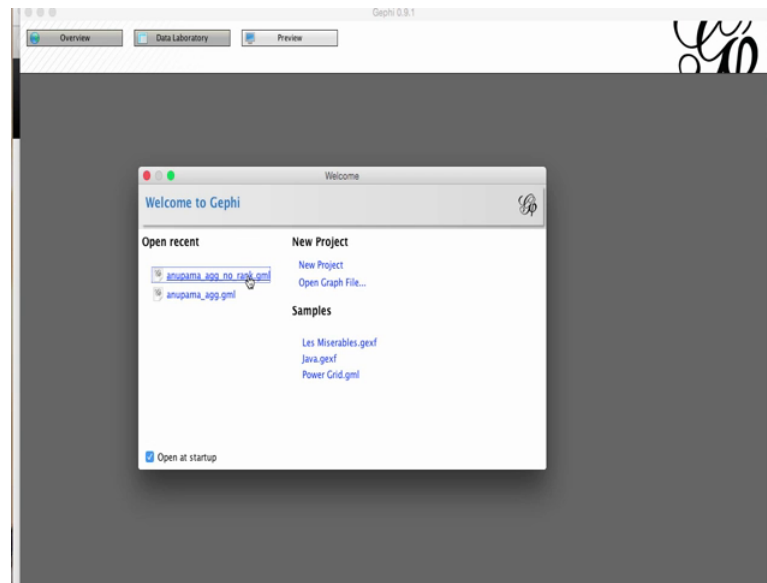 Gephi 0.9.1
Overview
Data Laboratory
Preview
Welcome
Welcome to Gephi
Open recent
anupama_agg_no_rank.gml
anupama_agg.gml
New Project
New Project
Open Graph File...
Samples
Les Miserables.gexf
Java.gexf
Power Grid.gml
Open at startup